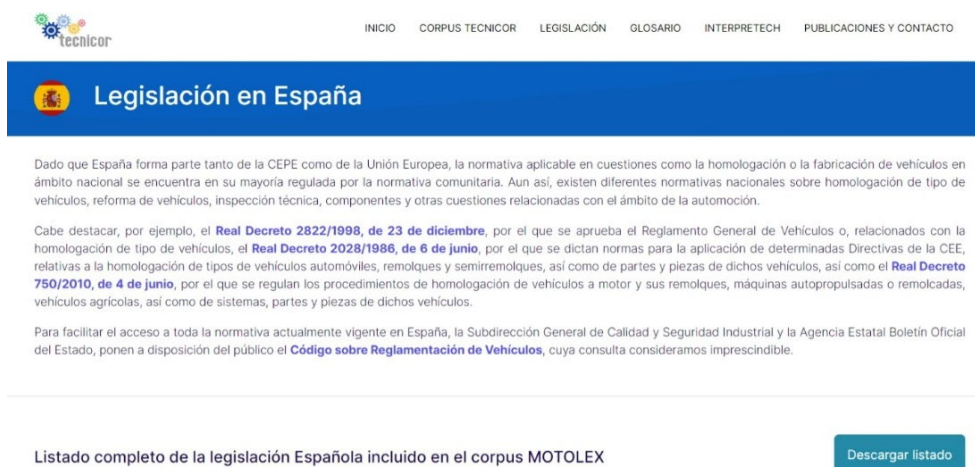 tecnicor
INICIO CORPUS TECNICOR LEGISLACIÓN GLOSARIO INTERPRETECH PUBLICACIONES Y CONTACTO
Legislación en España
Dado que España forma parte tanto de la CEPE como de la Unión Europea, la normativa aplicable en cuestiones como la homologación o la fabricación de vehículos en
ámbito nacional se encuentra en su mayoría regulada por la normativa comunitaria. Aun así, existen diferentes normativas nacionales sobre homologación de tipo de
vehículos, reforma de vehículos, inspección técnica, componentes y otras cuestiones relacionadas con el ámbito de la automoción.
Cabe destacar, por ejemplo, el Real Decreto 2822/1998, de 23 de diciembre, por el que se aprueba el Reglamento General de Vehículos o, relacionados con la
homologación de tipo de vehículos, el Real Decreto 2028/1986, de 6 de junio, por el que se dictan normas para la aplicación de determinadas Directivas de la CEE,
relativas a la homologación de tipos de vehículos automóviles, remolques y semirremolques, así como de partes y piezas de dichos vehículos, así como el Real Decreto
750/2010, de 4 de junio, por el que se regulan los procedimientos de homologación de vehículos a motor y sus remolques, máquinas autopropulsadas o remolcadas,
vehículos agrícolas, así como de sistemas, partes y piezas de dichos vehículos.
Para facilitar el acceso a toda la normativa actualmente vigente en España, la Subdirección General de Calidad y Seguridad Industrial y la Agencia Estatal Boletín Oficial
del Estado, ponen a disposición del público el Código sobre Reglamentación de Vehículos, cuya consulta consideramos imprescindible.
Listado completo de la legislación Española incluido en el corpus MOTOLEX
Descargar listado